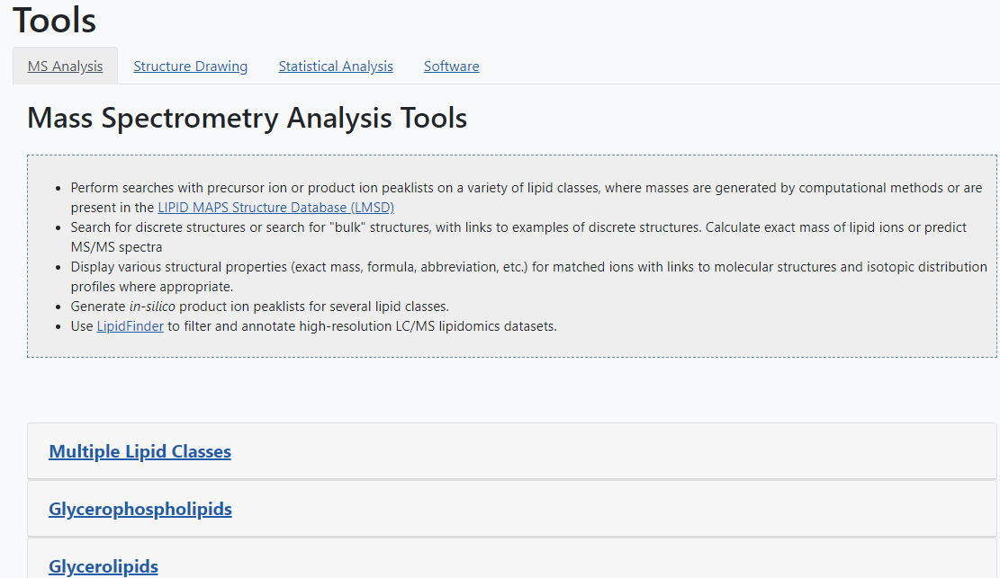 Tools
MS Analysis Structure Drawing Statistical Analysis Software
Mass Spectrometry Analysis Tools
• Perform searches with precursor ion or product ion peaklists on a variety of lipid classes, where masses are generated by computational methods or are
present in the LIPID MAPS Structure Database (LMSD)
• Search for discrete structures or search for "bulk" structures, with links to examples of discrete structures. Calculate exact mass of lipid ions or predict
MS/MS spectra
• Display various structural properties (exact mass, formula, abbreviation, etc.) for matched ions with links to molecular structures and isotopic distribution
profiles where appropriate.
• Generate in-silico product ion peaklists for several lipid classes.
• Use LipidFinder to filter and annotate high-resolution LC/MS lipidomics datasets.
Multiple Lipid Classes
Glycerophospholipids
Glycerolipids